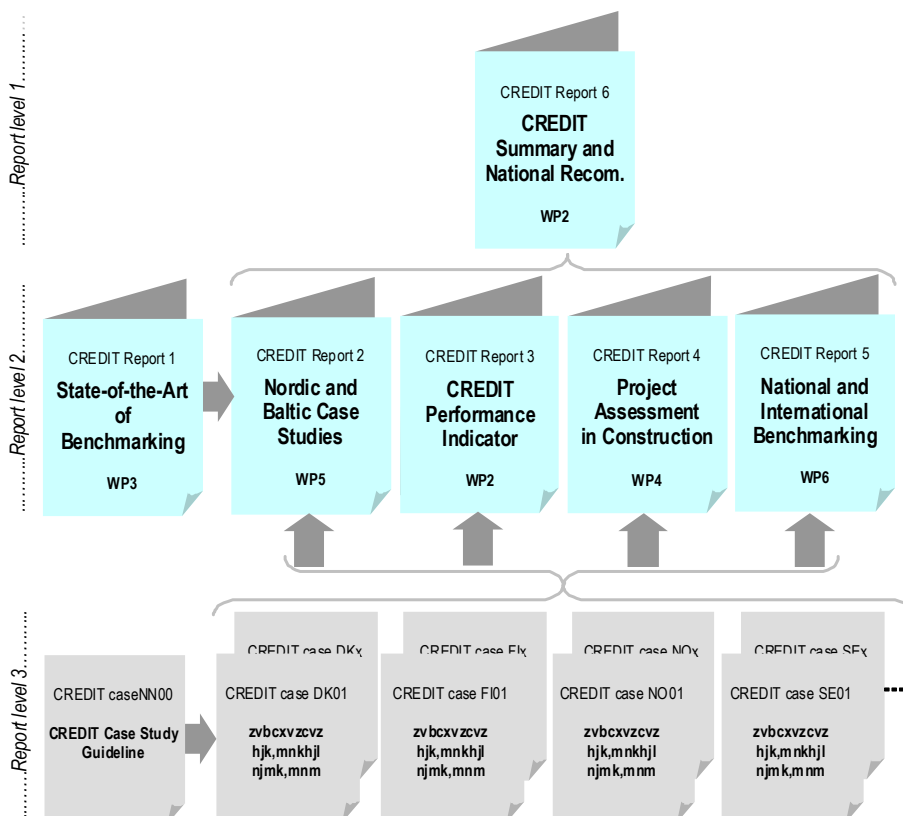 Report level 1
CREDIT Report 6
CREDIT
Summary and
National Recom.
WP2
Report level 2
CREDIT Report 1
State-of-the-Art
of
Benchmarking
WP3
CREDIT Report 2
Nordic and
Baltic Case
Studies
WP5
CREDIT Report 3
CREDIT
Performance
Indicator
WP2
CREDIT Report 4
Project
Assessment
in Construction
WP4
CREDIT Report 5
National and
International
Benchmarking
WP6
Report level 3
CREDIT caseNN00
CREDIT Case Study
Guideline
CREDIT case DKx
CREDIT case DK01
zvbcxvzcvz
hjk,mnkhjl
njmk,mnm
CREDIT case FIx
CREDIT case FI01
zvbcxvzcvz
hjk,mnkhjl
njmk,mnm
CREDIT case NOx
CREDIT case NO01
zvbcxvzcvz
hjk,mnkhjl
njmk,mnm
CREDIT case SEx
CREDIT case SE01
zvbcxvzcvz
hjk,mnkhjl
njmk,mnm